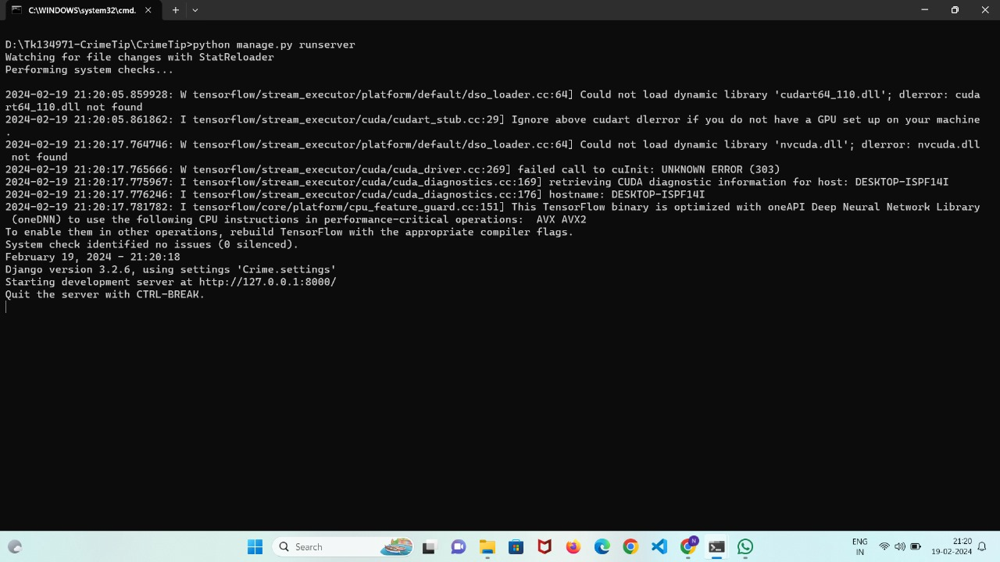 C:\WINDOWS\system32\cmd.
D:\Tk134971-CrimeTip\CrimeTip>python manage.py runserver
Watching for file changes with StatReloader
Performing system checks...
2024-02-19 21:20:05.859928: W tensorflow/stream_executor/platform/default/dso_loader.cc:64] Could not load dynamic library 'cudart64_110.dll'; dlerror: cuda
rt64_110.dll not found
2024-02-19 21:20:05.861862: I tensorflow/stream_executor/cuda/cudart_stub.cc:29] Ignore above cudart dlerror if you do not have a GPU set up on your machine
.
2024-02-19 21:20:17.764746: W tensorflow/stream_executor/platform/default/dso_loader.cc:64] Could not load dynamic library 'nvcuda.dll'; dlerror: nvcuda.dll
 not found
2024-02-19 21:20:17.765666: W tensorflow/stream_executor/cuda/cuda_driver.cc:269] failed call to cuInit: UNKNOWN ERROR (303)
2024-02-19 21:20:17.775967: I tensorflow/stream_executor/cuda/cuda_diagnostics.cc:169] retrieving CUDA diagnostic information for host: DESKTOP-ISPF14I
2024-02-19 21:20:17.776246: I tensorflow/stream_executor/cuda/cuda_diagnostics.cc:176] hostname: DESKTOP-ISPF14I
2024-02-19 21:20:17.781782: I tensorflow/core/platform/cpu_feature_guard.cc:151] This TensorFlow binary is optimized with oneAPI Deep Neural Network Library
 (oneDNN) to use the following CPU instructions in performance-critical operations:  AVX AVX2
To enable them in other operations, rebuild TensorFlow with the appropriate compiler flags.
System check identified no issues (0 silenced).
February 19, 2024 - 21:20:18
Django version 3.2.6, using settings 'Crime.settings'
Starting development server at http://127.0.0.1:8000/
Quit the server with CTRL-BREAK.
Search
N
ENG
IN
21:20
19-02-2024